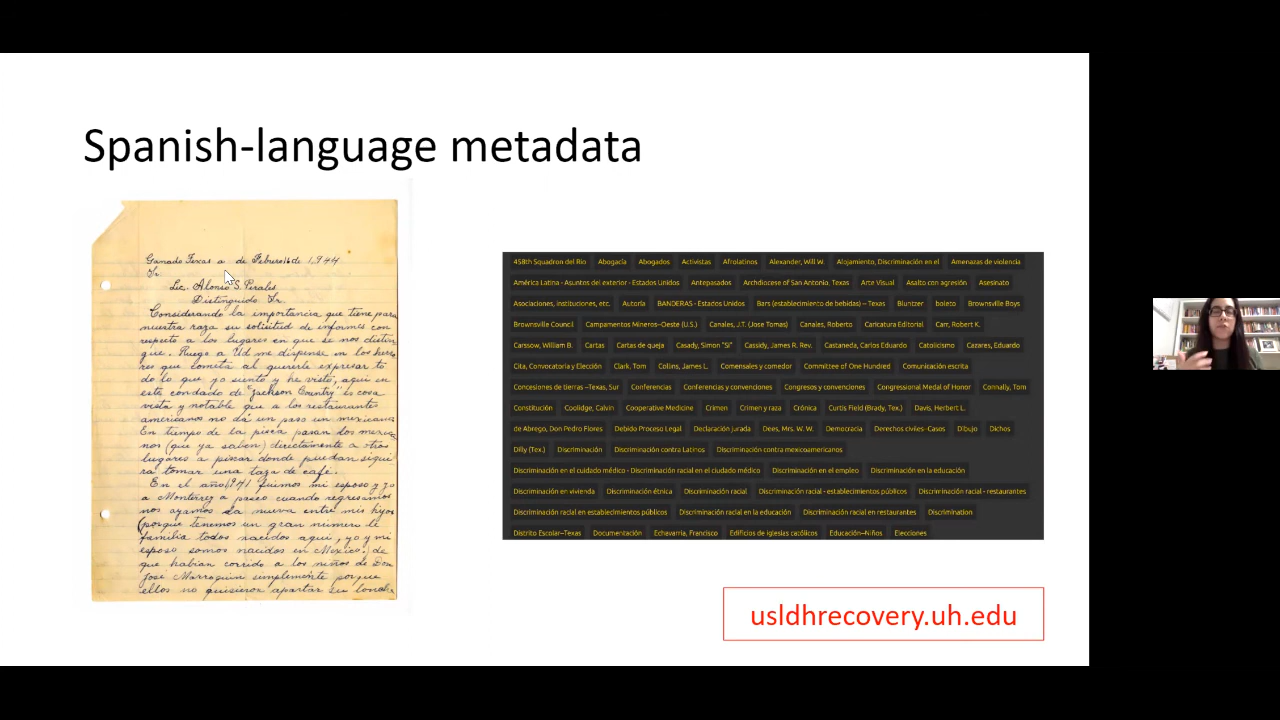 Spanish-language metadata
Ganado Texas a de Febrero 16 de 1,944
Sr.
Lic. Alonso S. Perales
Distinguido Sr.
Considerando la importancia que tiene para
nuestra raza su solicitud de informes con
respecto a los lugares en que se nos distin
gue. Ruego a Ud me dispense en los herro
res que cometa al quererle expresar to
do lo que yo siento y he visto, aquí en
este condado de "Jackson Country" es cosa
vista y notable que a los restaurantes
americanos no dá un paso un mexicano
En tiempo de la pisca pasan los mexica
nos (que ya saben) directamente a otros
lugares a piscar donde puedan siquie
ra tomar una taza de café.
En el año 1941 fuimos mi esposo y yo
a Monterrey a paseo cuando regresamos
nos ayamos la nueva entre mis hijos
(porque tenemos un gran numero de
familia todos nacidos aquí, yo y mi
esposo somos nacidos en Mexico) de
que habian corrido a los niños de Don
José Marroquin simplemente porque
ellos no quisieron apartar su lonche
458th Squadron del Rio Abogacía Abogados Activistas Afrolatinos Alexander, Will W. Alojamiento, Discriminación en el Amenazas de violencia
América Latina - Asuntos del exterior - Estados Unidos Antepasados Archdiocese of San Antonio, Texas Arte Visual Asalto con agresión Asesinato
Asociaciones, instituciones, etc. Autoría BANDERAS - Estados Unidos Bars (establecimiento de bebidas) -- Texas Bluntzer boleto Brownsville Boys
Brownsville Council Campamentos Mineros--Oeste (U.S.) Canales, J.T. (Jose Tomas) Canales, Roberto Caricatura Editorial Carr, Robert K.
Carssow, William B. Cartas Cartas de queja Casady, Simon "Si" Cassidy, James R. Rev. Castaneda, Carlos Eduardo Catolicismo Cazares, Eduardo
Cita, Convocatoria y Elección Clark, Tom Collins, James L. Comensales y comedor Committee of One Hundred Comunicación escrita
Concesiones de tierras --Texas, Sur Conferencias Conferencias y convenciones Congresos y convenciones Congressional Medal of Honor Connally, Tom
Constitución Coolidge, Calvin Cooperative Medicine Crimen Crimen y raza Crónica Curtis Field (Brady, Tex.) Davis, Herbert L.
de Abrego, Don Pedro Flores Debido Proceso Legal Declaración jurada Dees, Mrs. W. W. Democracia Derechos civiles--Casos Dibujo Dichos
Dilly (Tex.) Discriminación Discriminación contra Latinos Discriminación contra mexicoamericanos
Discriminación en el cuidado médico - Discriminación racial en el ciudado médico Discriminación en el empleo Discriminación en la educación
Discriminación en vivienda Discriminación étnica Discriminación racial Discriminación racial - establecimientos públicos Discriminación racial - restaurantes
Discriminación racial en establecimientos públicos Discriminación racial en la educación Discriminación racial en restaurantes Discrimination
Distrito Escolar--Texas Documentación Echevarria, Francisco Edificios de iglesias católicos Educación--Niños Elecciones
usldhrecovery.uh.edu